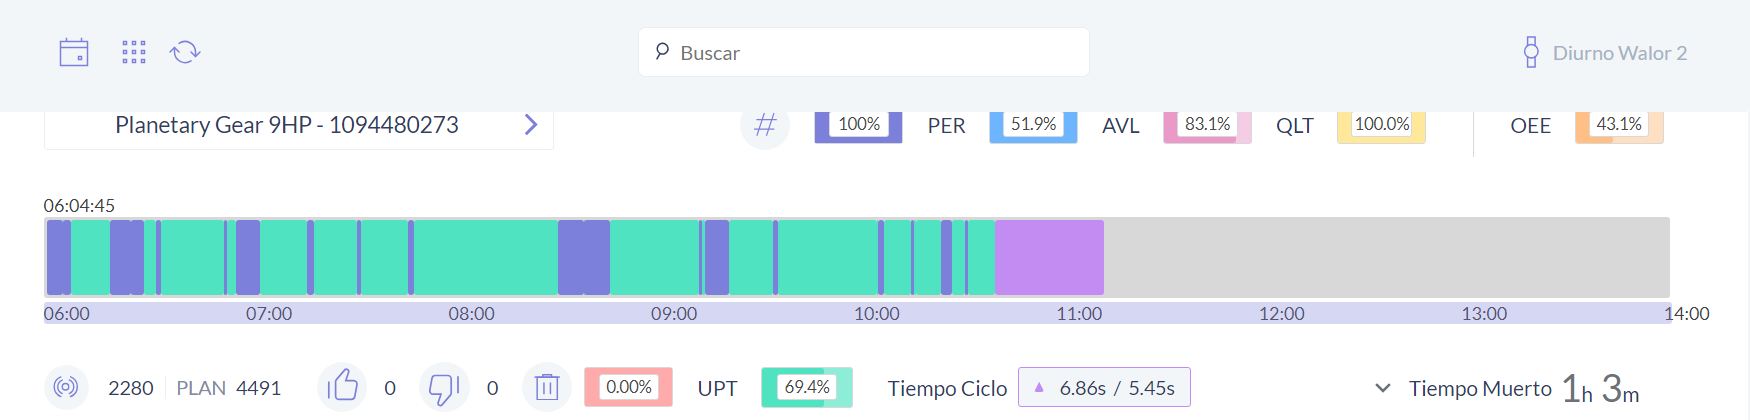 Buscar
Diurno Walor 2
Planetary Gear 9HP - 1094480273
# 100% PER 51.9% AVL 83.1% QLT 100.0% OEE 43.1%
06:04:45
06:00 07:00 08:00 09:00 10:00 11:00 12:00 13:00 14:00
2280 PLAN 4491 0 0 0.00% UPT 69.4% Tiempo Ciclo 6.86s / 5.45s Tiempo Muerto 1h 3m